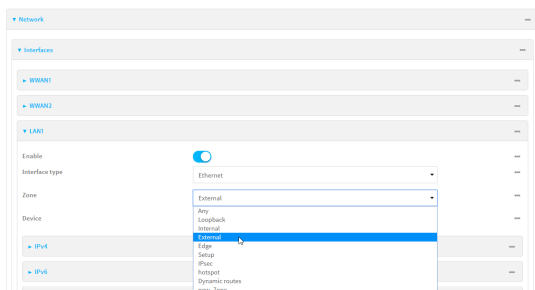 Network
Interfaces
WWAN1
WWAN2
LAN1
Enable
Interface type
Ethernet
Zone
External
Any
Loopback
Device
Internal
External
Edge
IPv4
Setup
IPsec
IPv6
hotspot
Dynamic routes